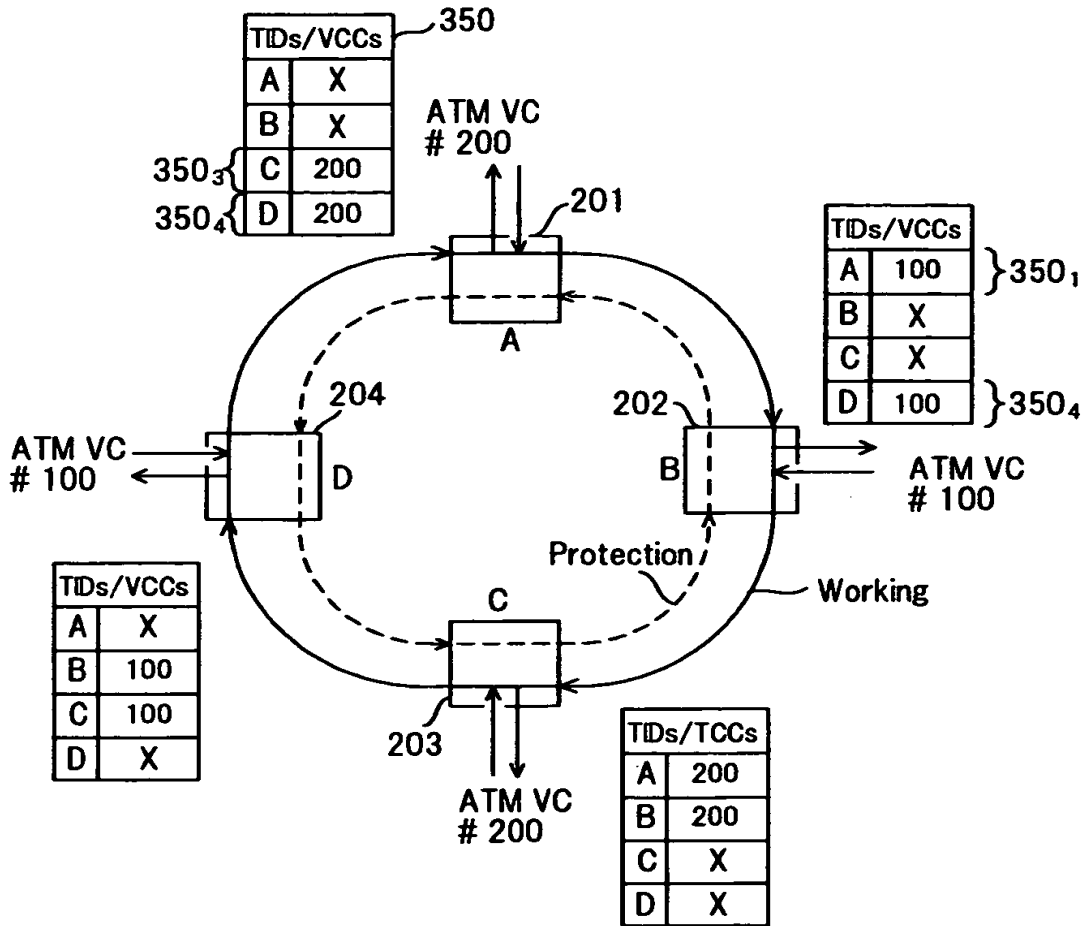 TIDs/VCCs
A X
B X
C 200
D 200
350
350₃
350₄
ATM VC
# 200
201
A
TIDs/VCCs
A 100
B X
C X
D 100
350₁
350₄
204
D
ATM VC
# 100
202
B
ATM VC
# 100
Protection
Working
TIDs/VCCs
A X
B 100
C 100
D X
C
203
ATM VC
# 200
TIDs/TCCs
A 200
B 200
C X
D X